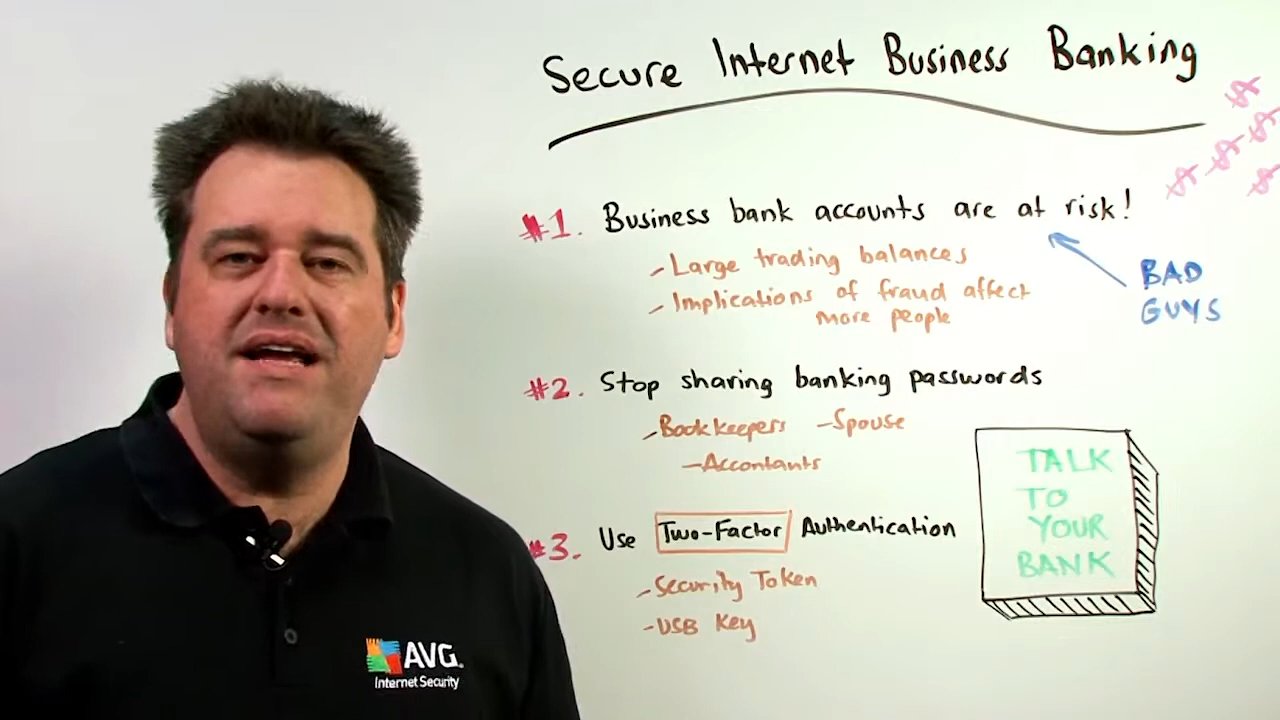 Secure Internet Business Banking
$
$ $ $
$
#1. Business bank accounts are at risk!
- Large trading balances
- Implications of fraud affect
more people
BAD
GUYS
#2. Stop sharing banking passwords
- Bookkeepers - Spouse
- Accontants
TALK
TO
YOUR
BANK
#3. Use Two-Factor Authentication
- Security Token
- USB Key
AVG.
Internet Security